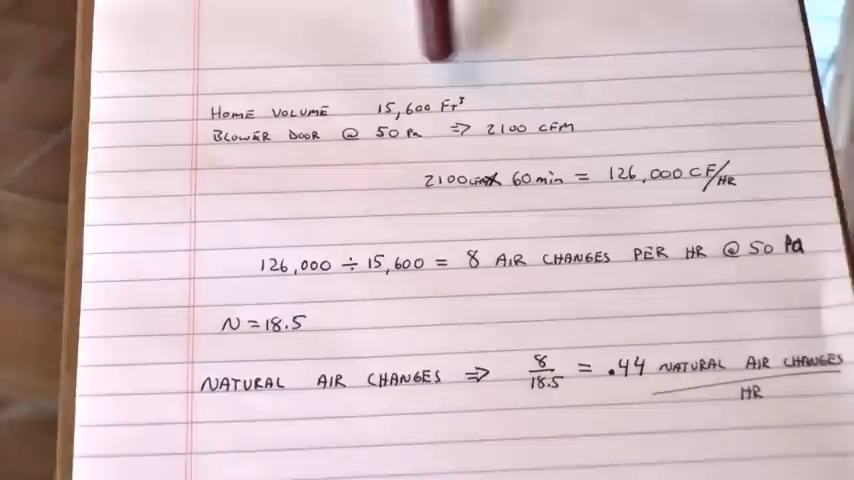 HOME VOLUME 15,600 FT³
BLOWER DOOR @ 50 Pa => 2100 CFM
2100 CFM X 60 min = 126,000 CF/HR
126,000 ÷ 15,600 = 8 AIR CHANGES PER HR @ 50 Pa
N = 18.5
NATURAL AIR CHANGES => 8/18.5 = .44 NATURAL AIR CHANGES/HR